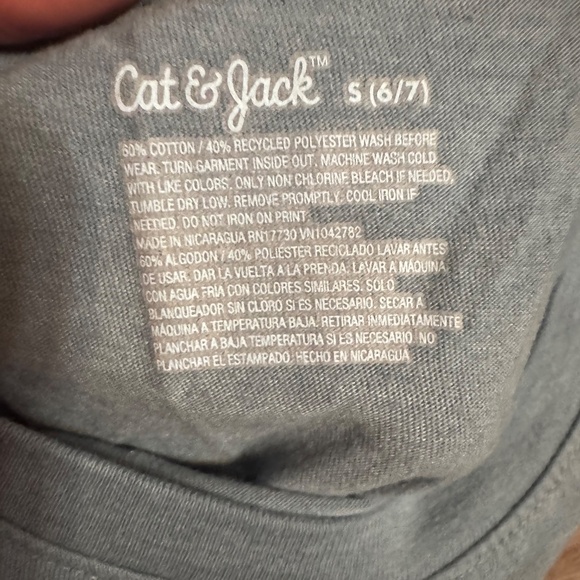 Cat & Jack™ S (6/7)
60% COTTON / 40% RECYCLED POLYESTER WASH BEFORE
WEAR. TURN GARMENT INSIDE OUT. MACHINE WASH COLD
WITH LIKE COLORS. ONLY NON CHLORINE BLEACH IF NEEDED.
TUMBLE DRY LOW. REMOVE PROMPTLY. COOL IRON IF
NEEDED. DO NOT IRON ON PRINT.
MADE IN NICARAGUA RN17730 VN1042782
60% ALGODON / 40% POLIÉSTER RECICLADO LAVAR ANTES
DE USAR. DAR LA VUELTA A LA PRENDA. LAVAR A MÁQUINA
CON AGUA FRIA CON COLORES SIMILARES. SOLO
BLANQUEADOR SIN CLORO SI ES NECESARIO. SECAR A
MÁQUINA A TEMPERATURA BAJA. RETIRAR INMEDIATAMENTE
PLANCHAR A BAJA TEMPERATURA SI ES NECESARIO. NO
PLANCHAR EL ESTAMPADO. HECHO EN NICARAGUA